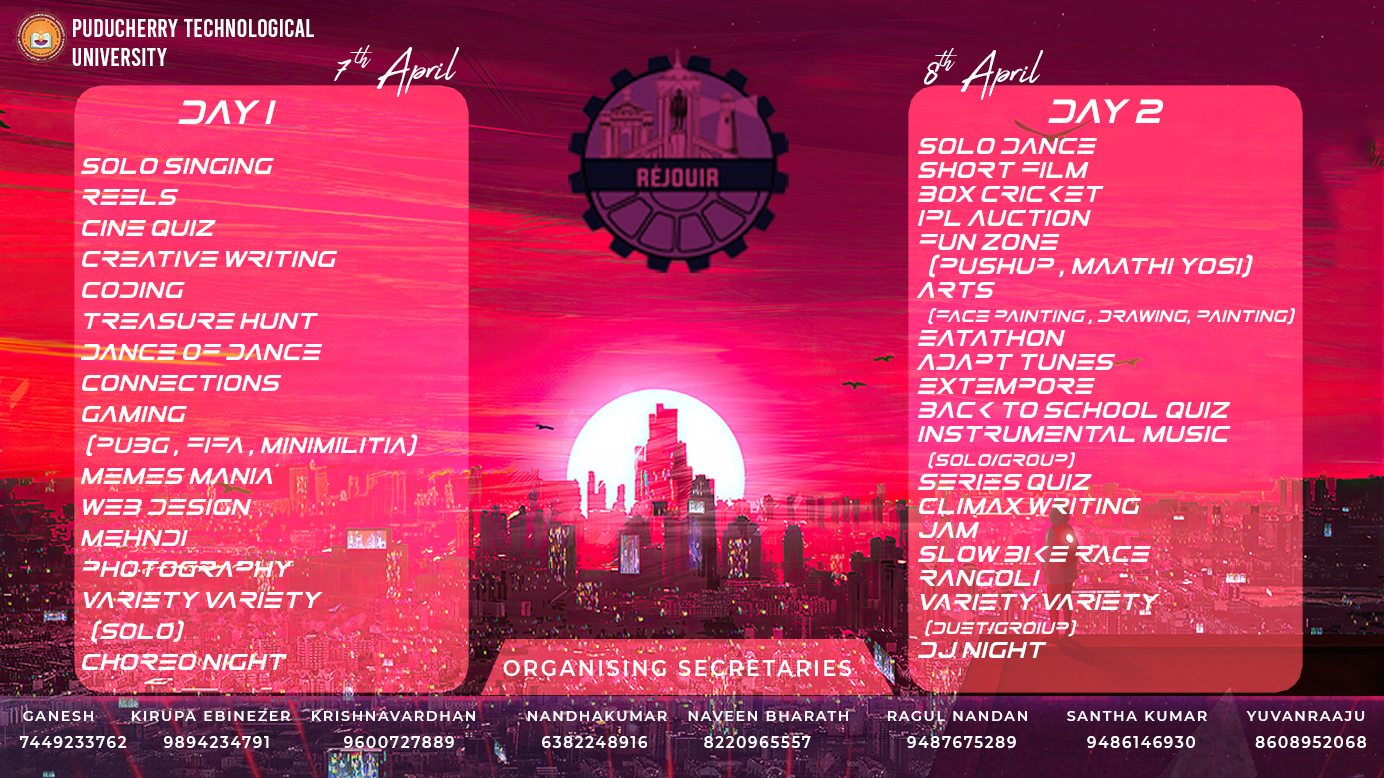 PUDUCHERRY TECHNOLOGICAL
UNIVERSITY
7th April
DAY 1
SOLO SINGING
REELS
CINE QUIZ
CREATIVE WRITING
CODING
TREASURE HUNT
DANCE OF DANCE
CONNECTIONS
GAMING
(PUBG , FIFA , MINIMILITIA)
MEMES MANIA
WEB DESIGN
MEHNDI
PHOTOGRAPHY
VARIETY VARIETY
(SOLO)
CHOREO NIGHT
RÉJOUIR
8th April
DAY 2
SOLO DANCE
SHORT FILM
BOX CRICKET
IPL AUCTION
FUN ZONE
(PUSHUP , MAATHI YOSI)
ARTS
(FACE PAINTING , DRAWING, PAINTING)
EATATHON
ADAPT TUNES
EXTEMPORE
BACK TO SCHOOL QUIZ
INSTRUMENTAL MUSIC
(SOLO/GROUP)
SERIES QUIZ
CLIMAX WRITING
JAM
SLOW BIKE RACE
RANGOLI
VARIETY VARIETY
(DUET/GROIUP)
DJ NIGHT
ORGANISING SECRETARIES
GANESH KIRUPA EBINEZER KRISHNAVARDHAN NANDHAKUMAR NAVEEN BHARATH RAGUL NANDAN SANTHA KUMAR YUVANRAAJU
7449233762 9894234791 9600727889 6382248916 8220965557 9487675289 9486146930 8608952068